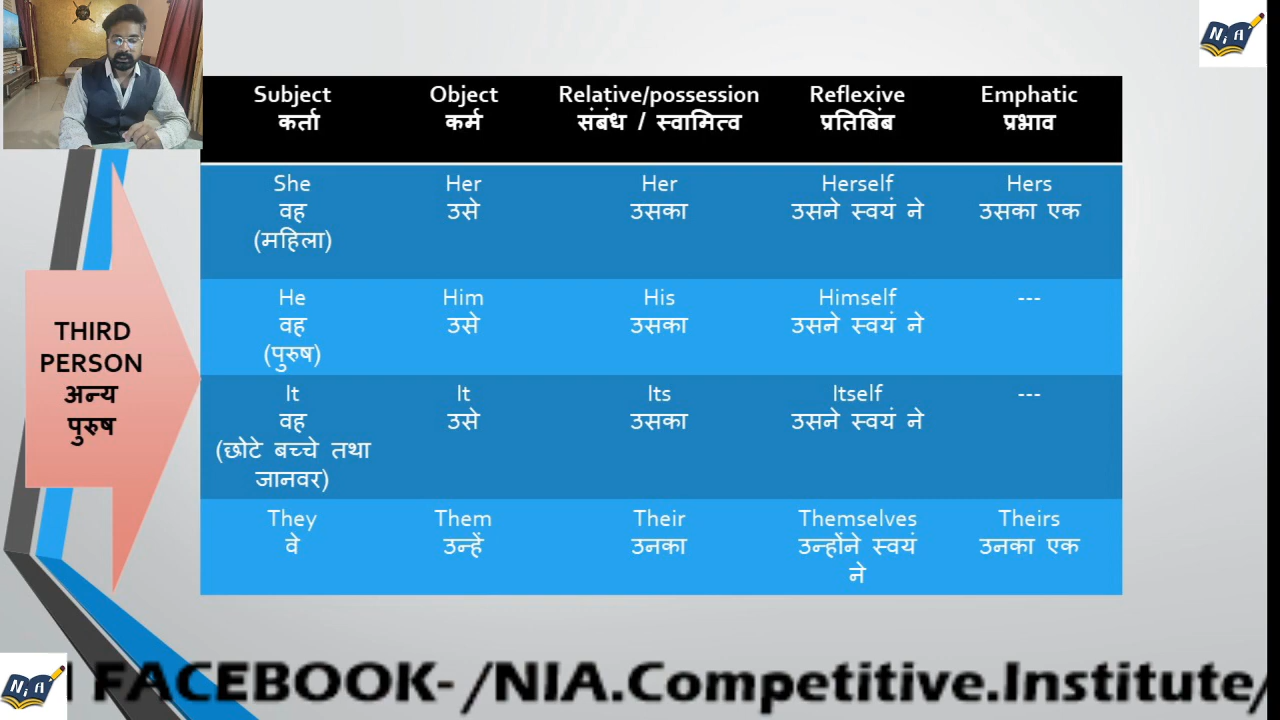 NiA
Subject Object Relative/possession Reflexive Emphatic
कर्ता कर्म संबंध / स्वामित्व प्रतिबिंब प्रभाव
She Her Her Herself Hers
वह उसे उसका उसने स्वयं ने उसका एक
(महिला)
He Him His Himself ---
वह उसे उसका उसने स्वयं ने
(पुरुष)
THIRD
PERSON
अन्य
पुरुष
It It Its Itself ---
वह उसे उसका उसने स्वयं ने
(छोटे बच्चे तथा
जानवर)
They Them Their Themselves Theirs
वे उन्हें उनका उन्होंने स्वयं उनका एक
ने
NiA
FACEBOOK- /NIA.Competitive.Institute/